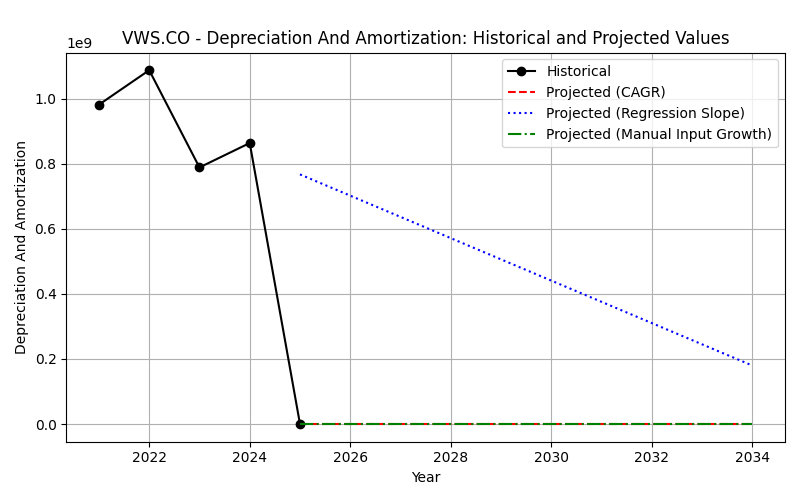 VWS.CO - Depreciation And Amortization: Historical and Projected Values
1e9
Historical
Projected (CAGR)
Projected (Regression Slope)
Projected (Manual Input Growth)
Depreciation And Amortization
1.0
0.8
0.6
0.4
0.2
0.0
2022 2024 2026 2028 2030 2032 2034
Year